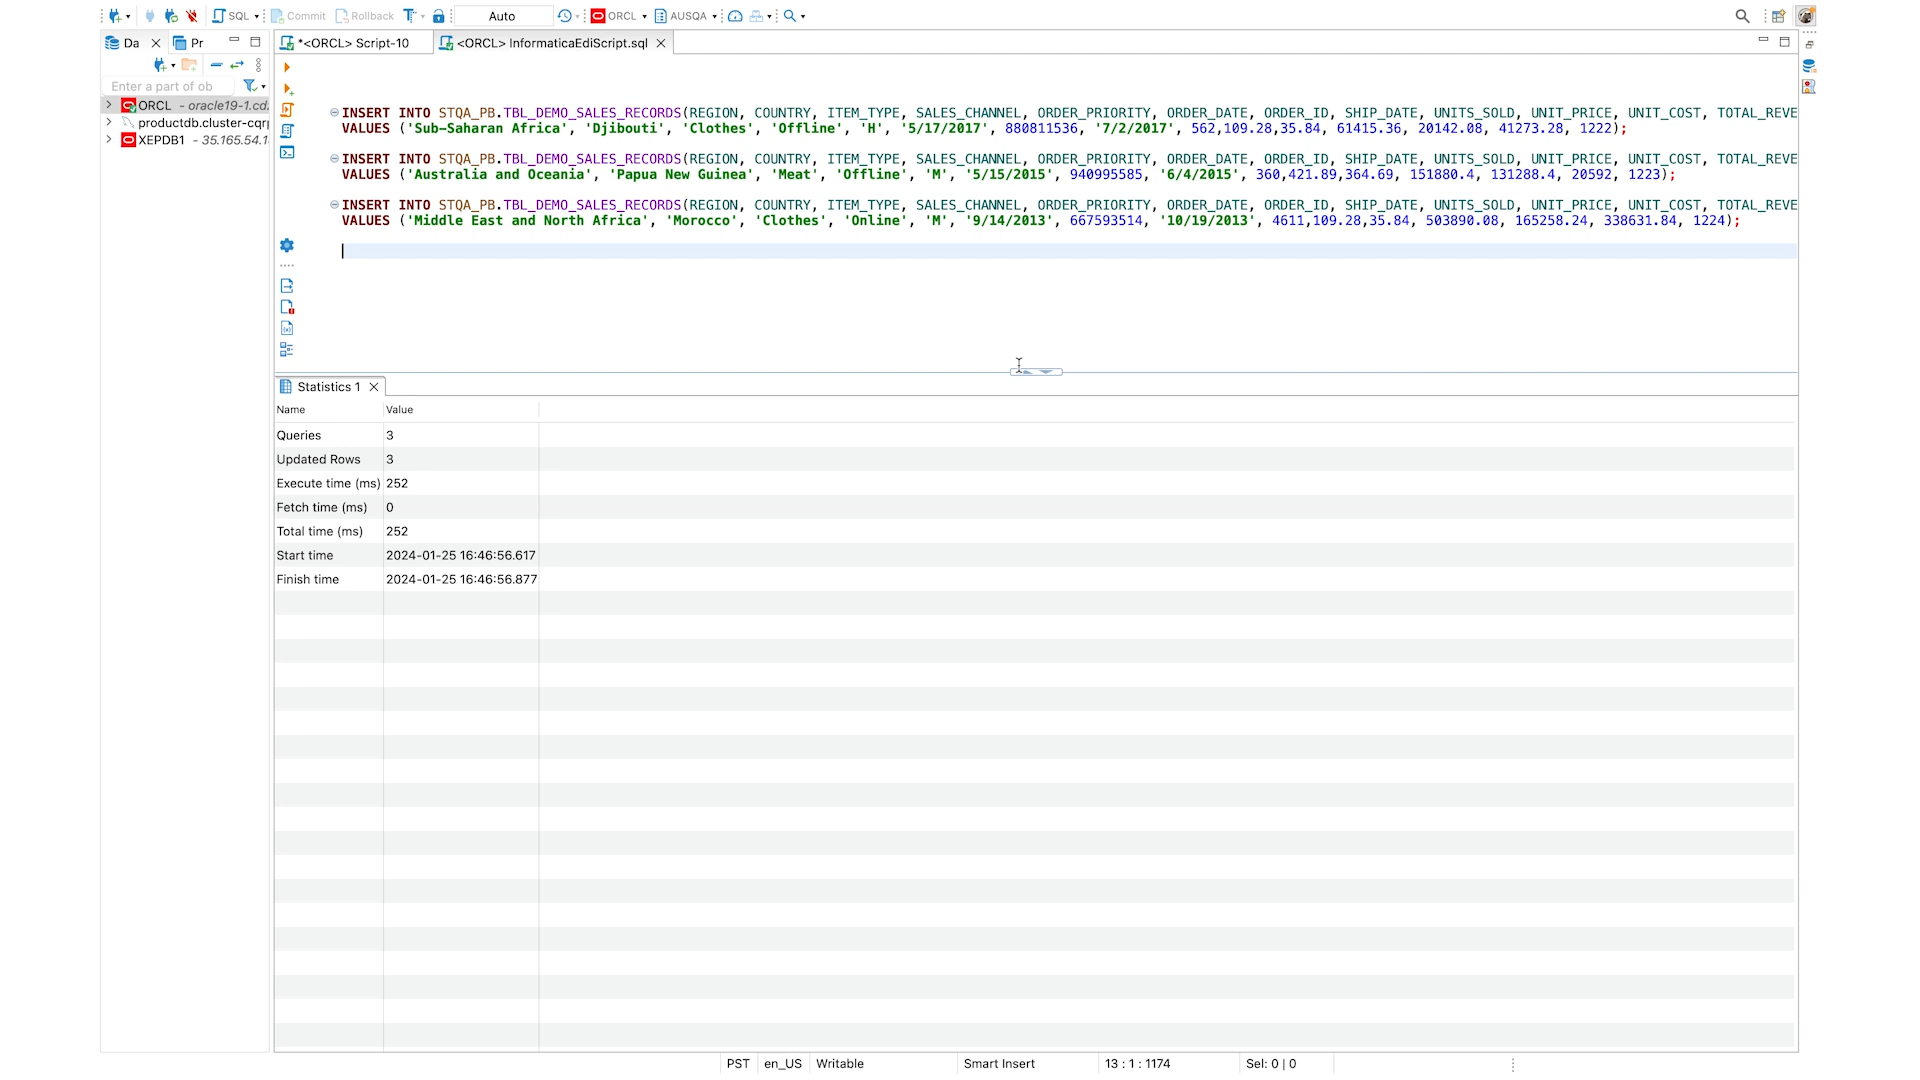 SQL Commit Rollback Auto ORCL AUSQA
Da Pr *<ORCL> Script-10 <ORCL> InformaticaEdiScript.sql
Enter a part of ob
ORCL - oracle19-1.cd.
productdb.cluster-cqr
XEPDB1 - 35.165.54.1
INSERT INTO STQA_PB.TBL_DEMO_SALES_RECORDS(REGION, COUNTRY, ITEM_TYPE, SALES_CHANNEL, ORDER_PRIORITY, ORDER_DATE, ORDER_ID, SHIP_DATE, UNITS_SOLD, UNIT_PRICE, UNIT_COST, TOTAL_REVE
VALUES ('Sub-Saharan Africa', 'Djibouti', 'Clothes', 'Offline', 'H', '5/17/2017', 880811536, '7/2/2017', 562,109.28,35.84, 61415.36, 20142.08, 41273.28, 1222);
INSERT INTO STQA_PB.TBL_DEMO_SALES_RECORDS(REGION, COUNTRY, ITEM_TYPE, SALES_CHANNEL, ORDER_PRIORITY, ORDER_DATE, ORDER_ID, SHIP_DATE, UNITS_SOLD, UNIT_PRICE, UNIT_COST, TOTAL_REVE
VALUES ('Australia and Oceania', 'Papua New Guinea', 'Meat', 'Offline', 'M', '5/15/2015', 940995585, '6/4/2015', 360,421.89,364.69, 151880.4, 131288.4, 20592, 1223);
INSERT INTO STQA_PB.TBL_DEMO_SALES_RECORDS(REGION, COUNTRY, ITEM_TYPE, SALES_CHANNEL, ORDER_PRIORITY, ORDER_DATE, ORDER_ID, SHIP_DATE, UNITS_SOLD, UNIT_PRICE, UNIT_COST, TOTAL_REVE
VALUES ('Middle East and North Africa', 'Morocco', 'Clothes', 'Online', 'M', '9/14/2013', 667593514, '10/19/2013', 4611,109.28,35.84, 503890.08, 165258.24, 338631.84, 1224);
Statistics 1
Name Value
Queries 3
Updated Rows 3
Execute time (ms) 252
Fetch time (ms) 0
Total time (ms) 252
Start time 2024-01-25 16:46:56.617
Finish time 2024-01-25 16:46:56.877
PST en_US Writable Smart Insert 13 : 1 : 1174 Sel: 0 | 0